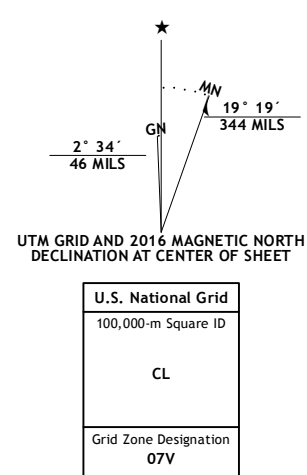 ★
MN
GN
19° 19´
344 MILS
2° 34´
46 MILS
UTM GRID AND 2016 MAGNETIC NORTH
DECLINATION AT CENTER OF SHEET
U.S. National Grid
100,000-m Square ID
CL
Grid Zone Designation
07V